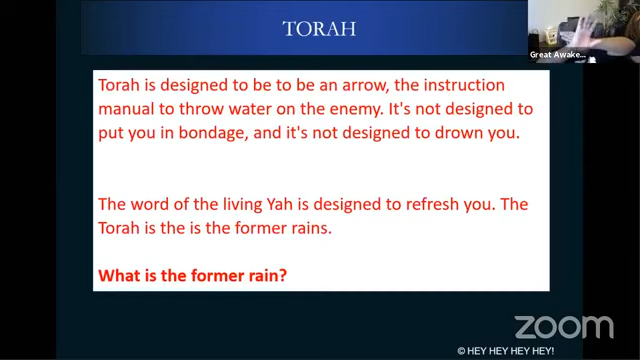 TORAH
Great Awake...
Torah is designed to be to be an arrow, the instruction
manual to throw water on the enemy. It's not designed to
put you in bondage, and it's not designed to drown you.
The word of the living Yah is designed to refresh you. The
Torah is the is the former rains.
What is the former rain?
zoom
© HEY HEY HEY HEY!